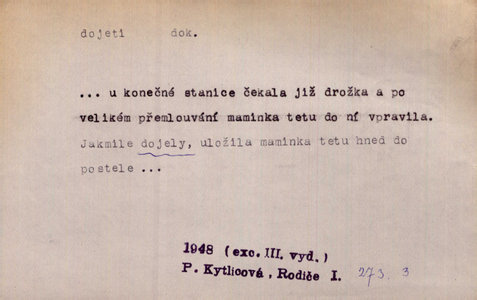 dojeti dok.
... u konečné stanice čekala již drožka a po
velikém přemlouvání maminka tetu do ní vpravila.
Jakmile dojely, uložila maminka tetu hned do
postele ...
1948 (exc. III. vyd.)
P. Kytlicová, Rodiče I. 273. 3